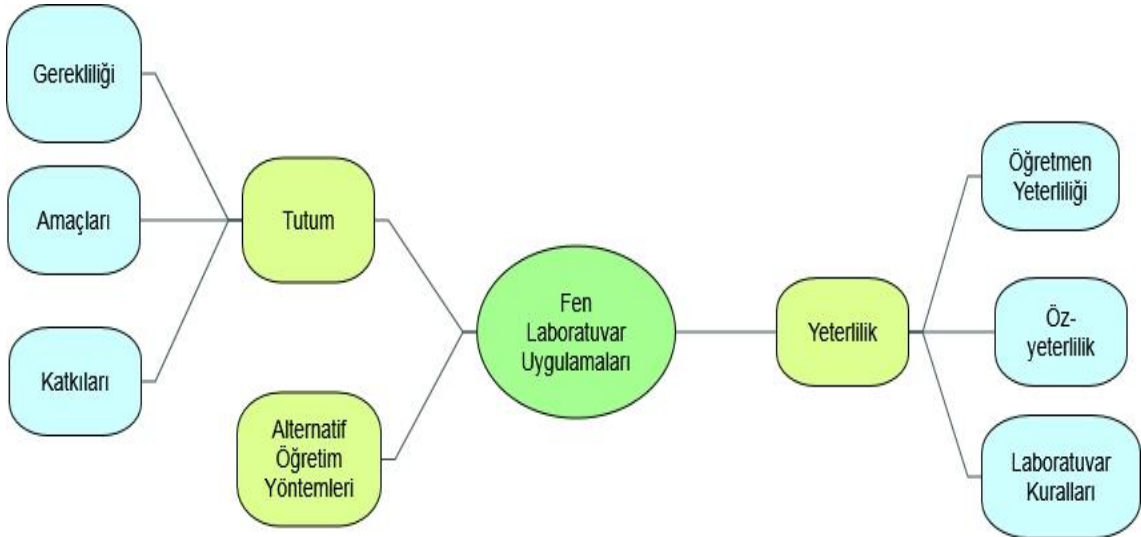 Gerekliliği
Amaçları
Katkıları
Tutum
Alternatif
Öğretim
Yöntemleri
Fen
Laboratuvar
Uygulamaları
Yeterlilik
Öğretmen
Yeterliliği
Öz-
yeterlilik
Laboratuvar
Kuralları